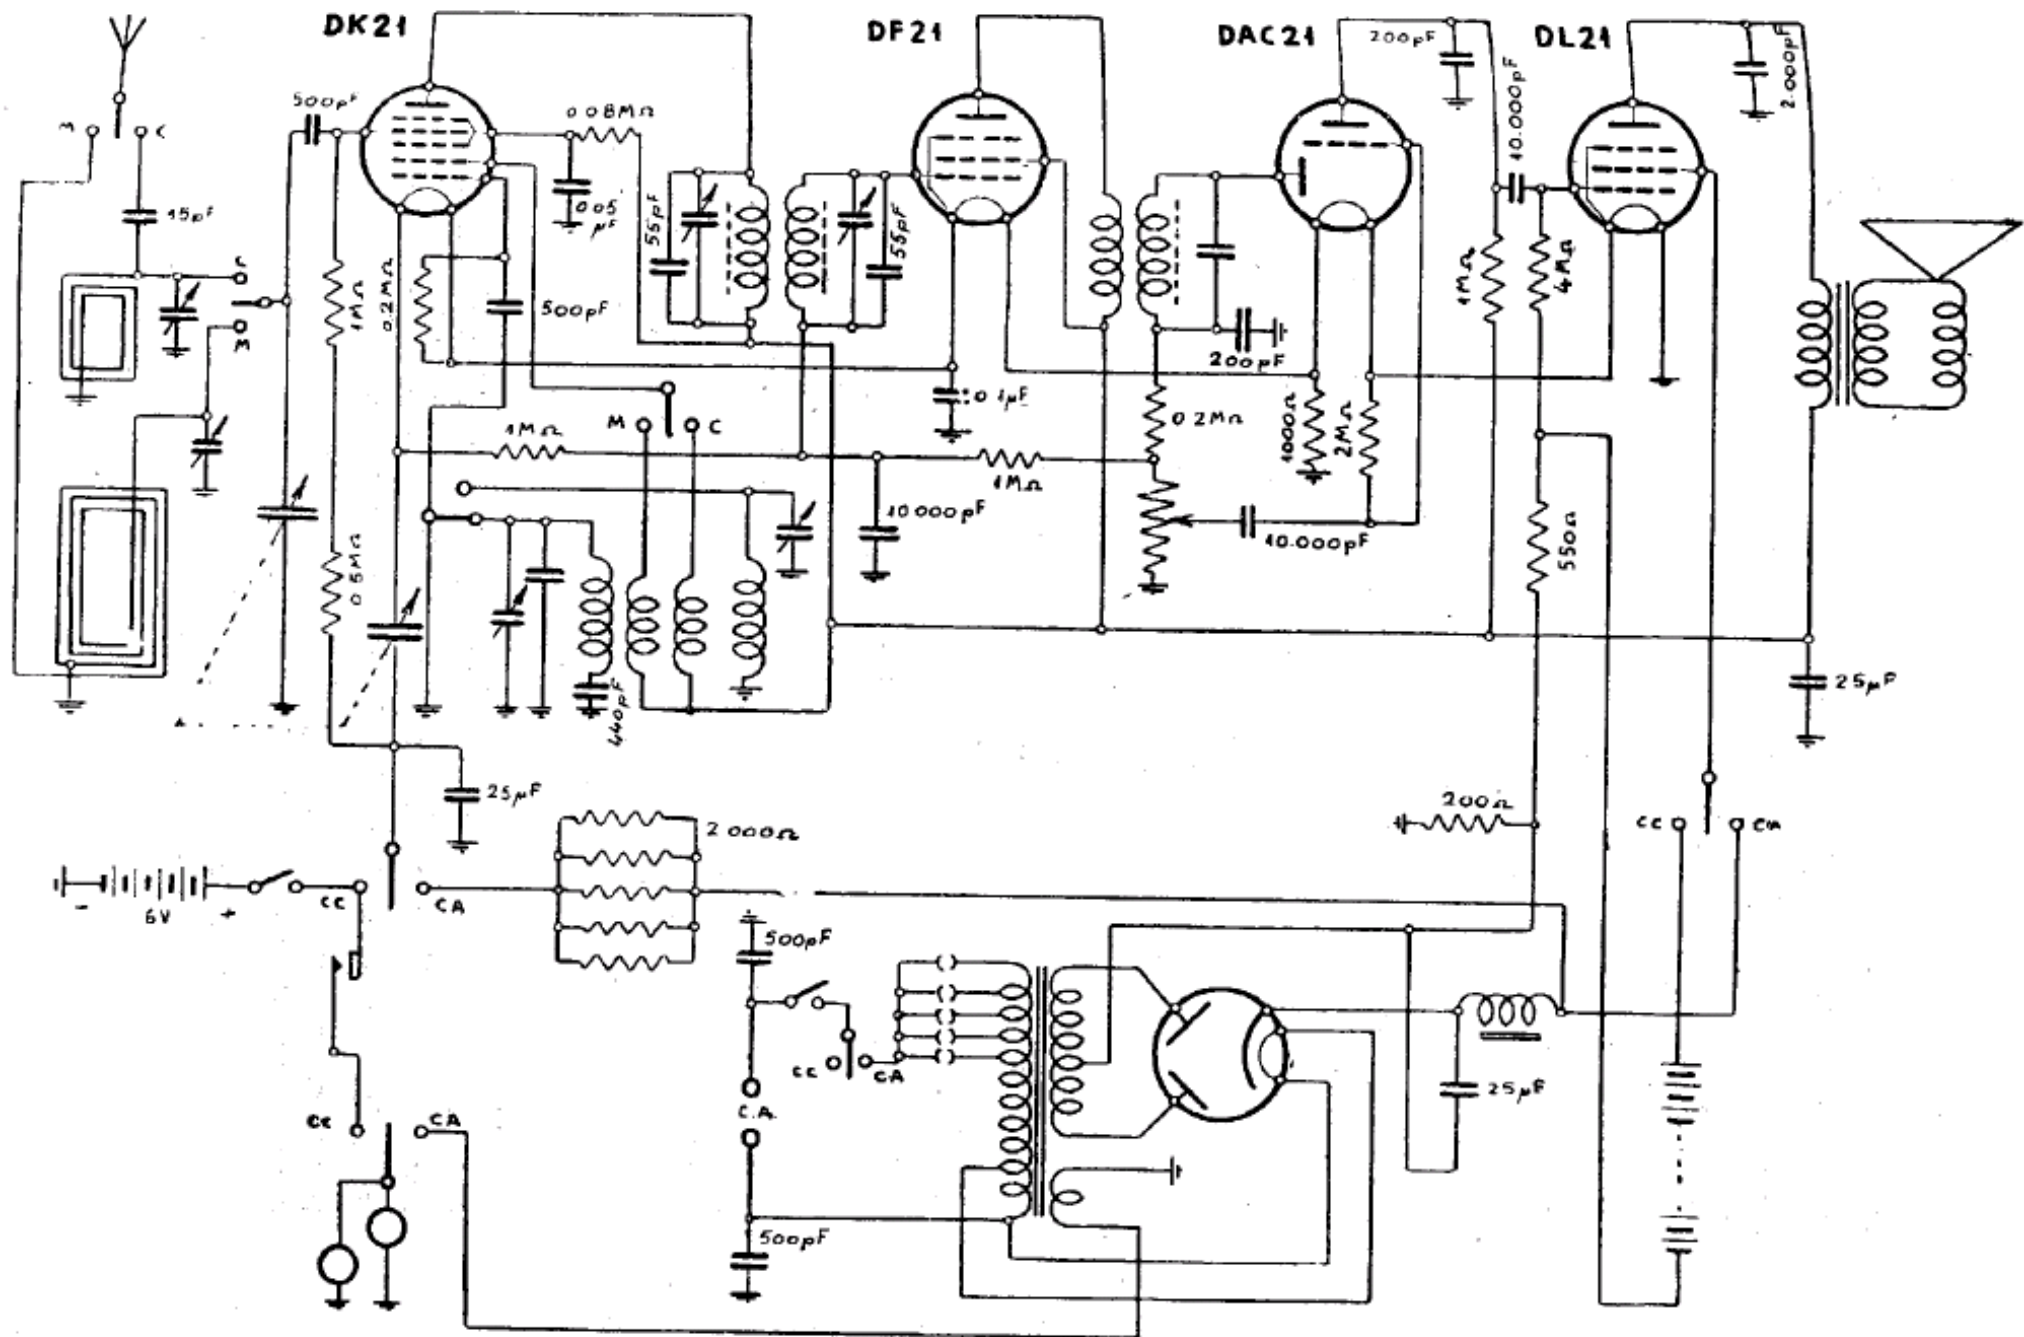 DK21
DF21
DAC21
DL21
200pF
2.000pF
10.000pF
500pF
0.08MΩ
M
C
15pF
0.05
μF
55pF
55pF
C
M
1MΩ
0.2MΩ
500pF
200pF
1MΩ
4MΩ
0.1μF
0.2MΩ
1000Ω
2MΩ
M
C
1MΩ
1MΩ
10.000pF
10.000pF
550Ω
0.5MΩ
440pF
25μF
25μF
2.000Ω
200Ω
CC
CA
- 6V +
CC
CA
500pF
CC
CA
C.A.
25μF
CC
CA
500pF